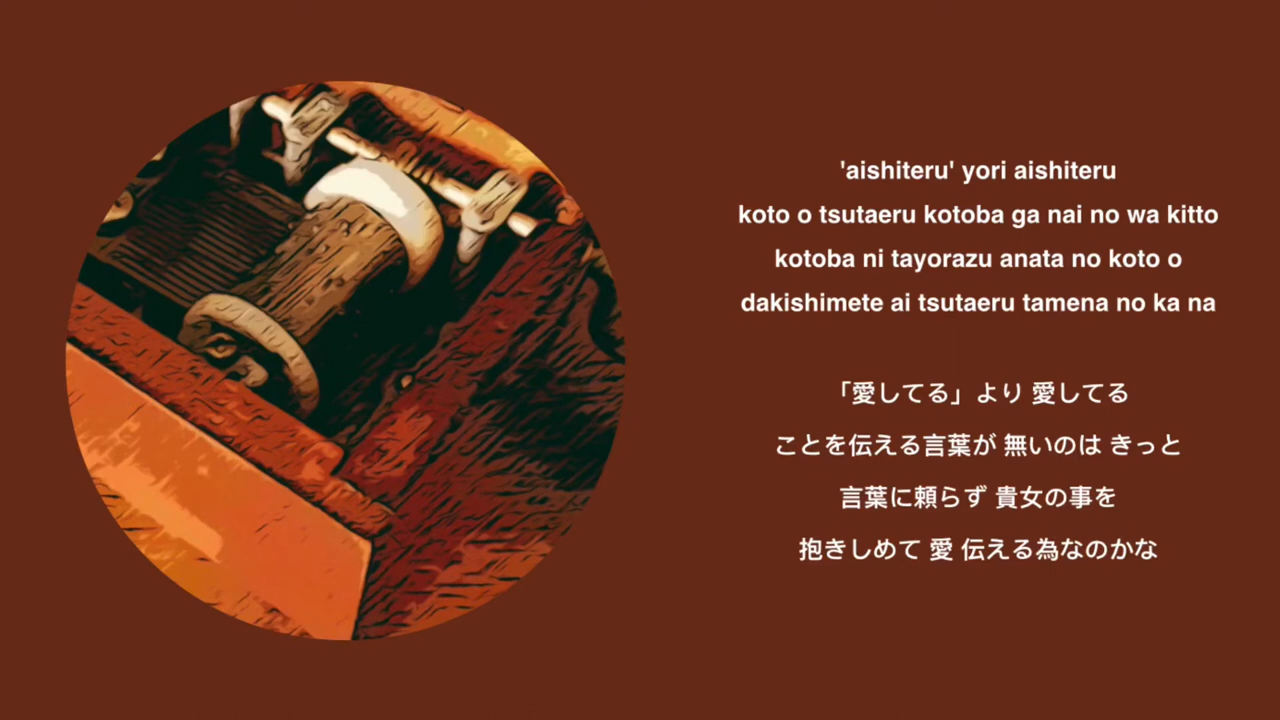 'aishiteru' yori aishiteru
koto o tsutaeru kotoba ga nai no wa kitto
kotoba ni tayorazu anata no koto o
dakishimete ai tsutaeru tamena no ka na
「愛してる」より 愛してる
ことを伝える言葉が 無いのは きっと
言葉に頼らず 貴女の事を
抱きしめて 愛 伝える為なのかな